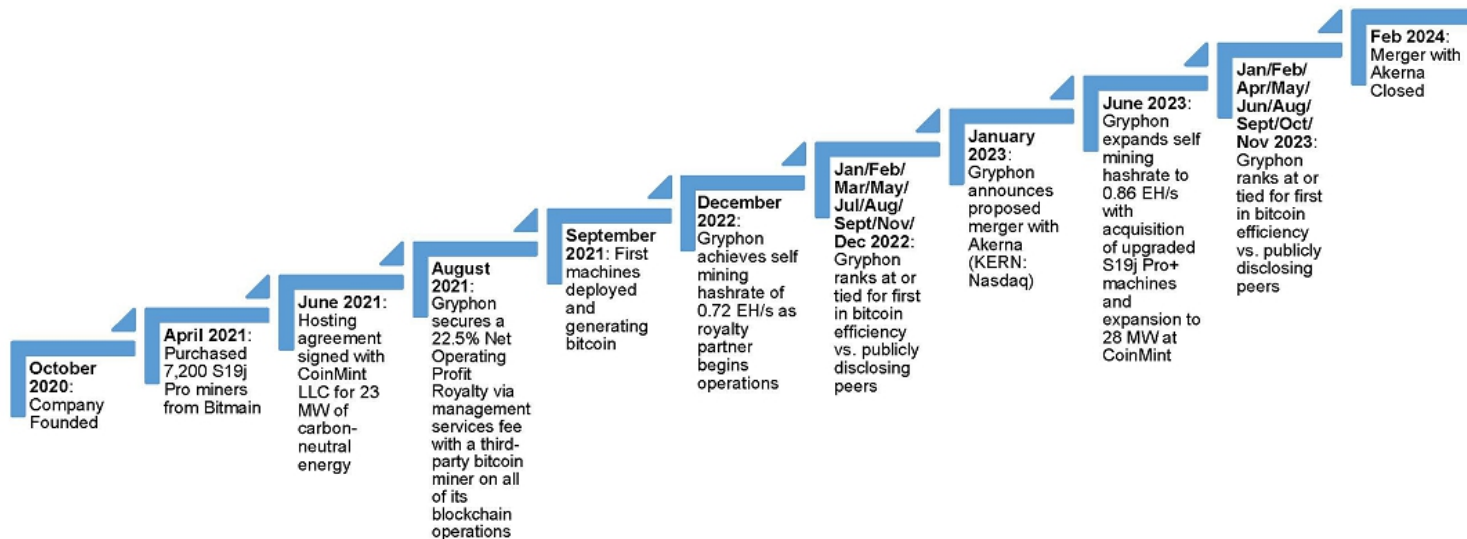 October
2020:
Company
Founded
April 2021:
Purchased
7,200 S19j
Pro miners
from Bitmain
June 2021:
Hosting
agreement
signed with
CoinMint
LLC for 23
MW of
carbon-
neutral
energy
August
2021:
Gryphon
secures a
22.5% Net
Operating
Profit
Royalty via
management
services fee
with a third-
party bitcoin
miner on all
of its
blockchain
operations
September
2021: First
machines
deployed
and
generating
bitcoin
December
2022:
Gryphon
achieves self
mining
hashrate of
0.72 EH/s as
royalty
partner
begins
operations
Jan/Feb/
Mar/May/
Jul/Aug/
Sept/Nov/
Dec 2022:
Gryphon
ranks at or
tied for first
in bitcoin
efficiency
vs. publicly
disclosing
peers
January
2023:
Gryphon
announces
proposed
merger with
Akerna
(KERN:
Nasdaq)
June 2023:
Gryphon
expands self
mining
hashrate to
0.86 EH/s
with
acquisition
of upgraded
S19j Pro+
machines
and
expansion to
28 MW at
CoinMint
Jan/Feb/
Apr/May/
Jun/Aug/
Sept/Oct/
Nov 2023:
Gryphon
ranks at or
tied for first
in bitcoin
efficiency
vs. publicly
disclosing
peers
Feb 2024:
Merger with
Akerna
Closed